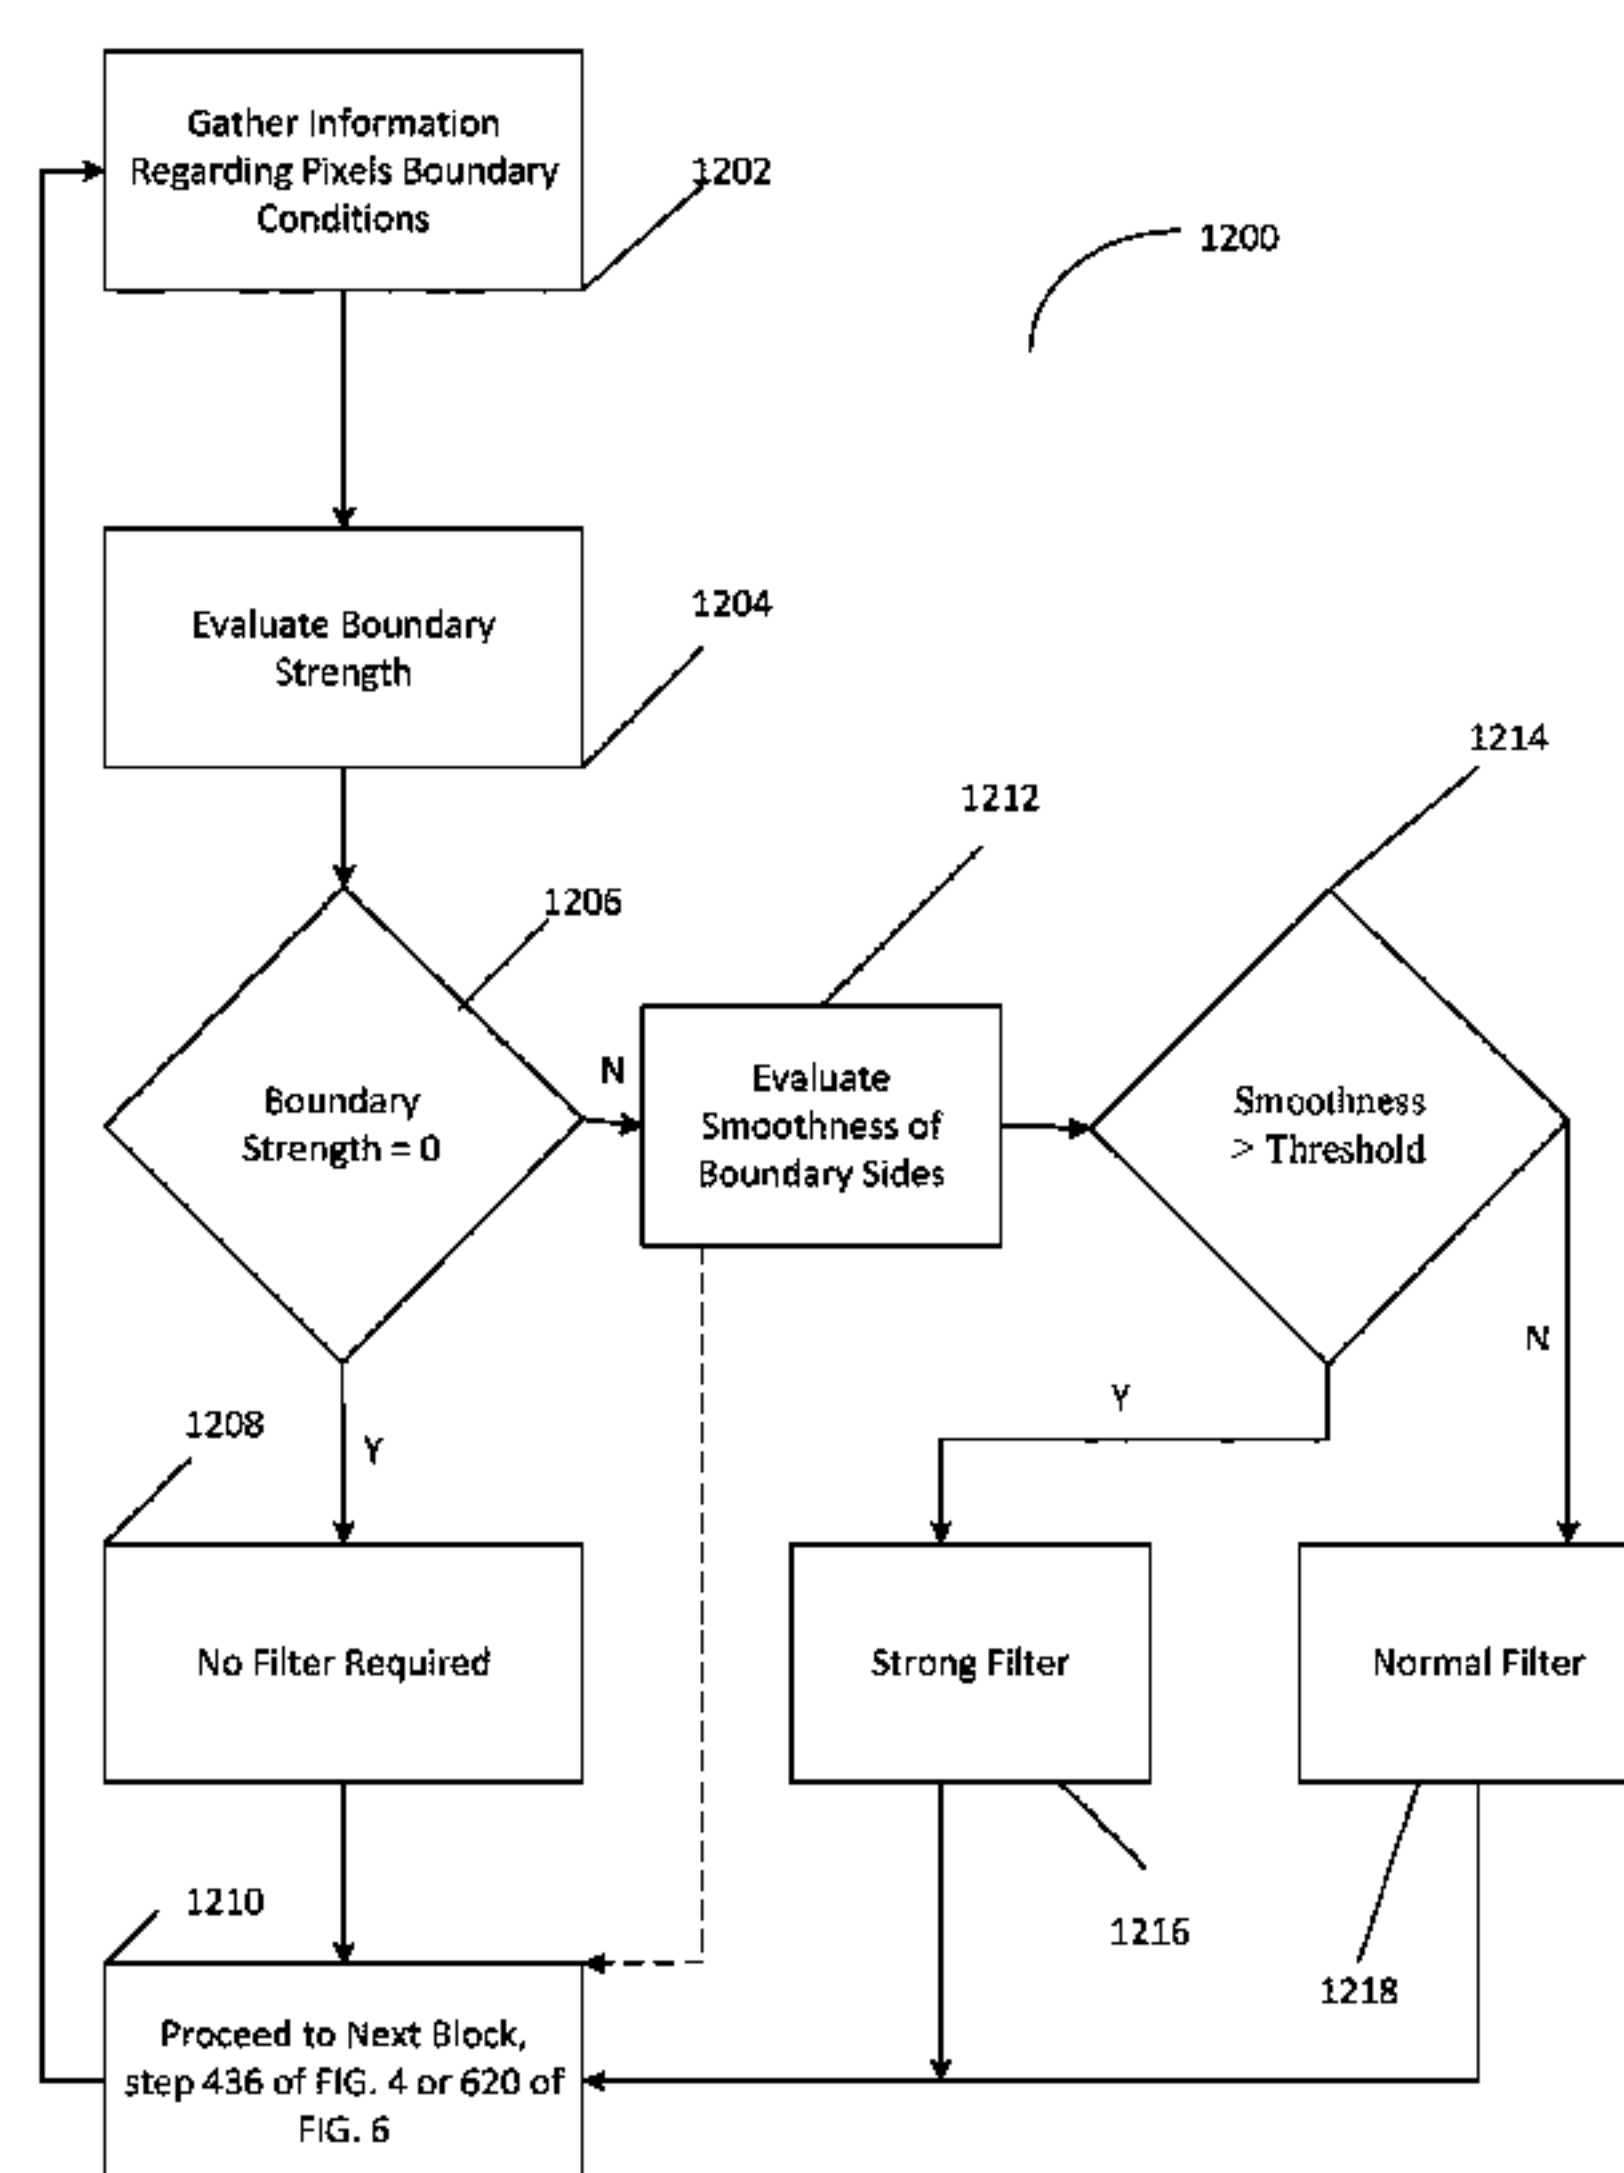 Gather Information
Regarding Pixels Boundary
Conditions
1202
1200
Evaluate Boundary
Strength
1204
1214
1212
1206
Boundary
Strength = 0
N
Evaluate
Smoothness of
Boundary Sides
Smoothness
> Threshold
N
Y
1208
Y
No Filter Required
Strong Filter
Normal Filter
1210
1216
1218
Proceed to Next Block,
step 436 of FIG. 4 or 620 of
FIG. 6